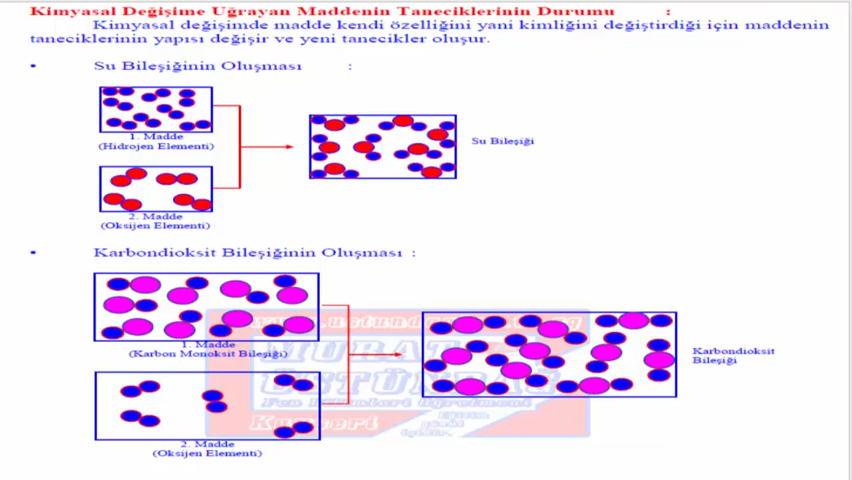 Kimyasal Değişime Uğrayan Maddenin Taneciklerinin Durumu :
Kimyasal değişimde madde kendi özelliğini yani kimliğini değiştirdiği için maddenin
taneciklerinin yapısı değişir ve yeni tanecikler oluşur.
• Su Bileşiğinin Oluşması :
1. Madde
(Hidrojen Elementi)
Su Bileşiği
2. Madde
(Oksijen Elementi)
• Karbondioksit Bileşiğinin Oluşması :
1. Madde
(Karbon Monoksit Bileşiği)
Karbondioksit
Bileşiği
MURAT
ÜSTÜNDAĞ
Fen Bilimleri Öğretmeni
2. Madde
(Oksijen Elementi)